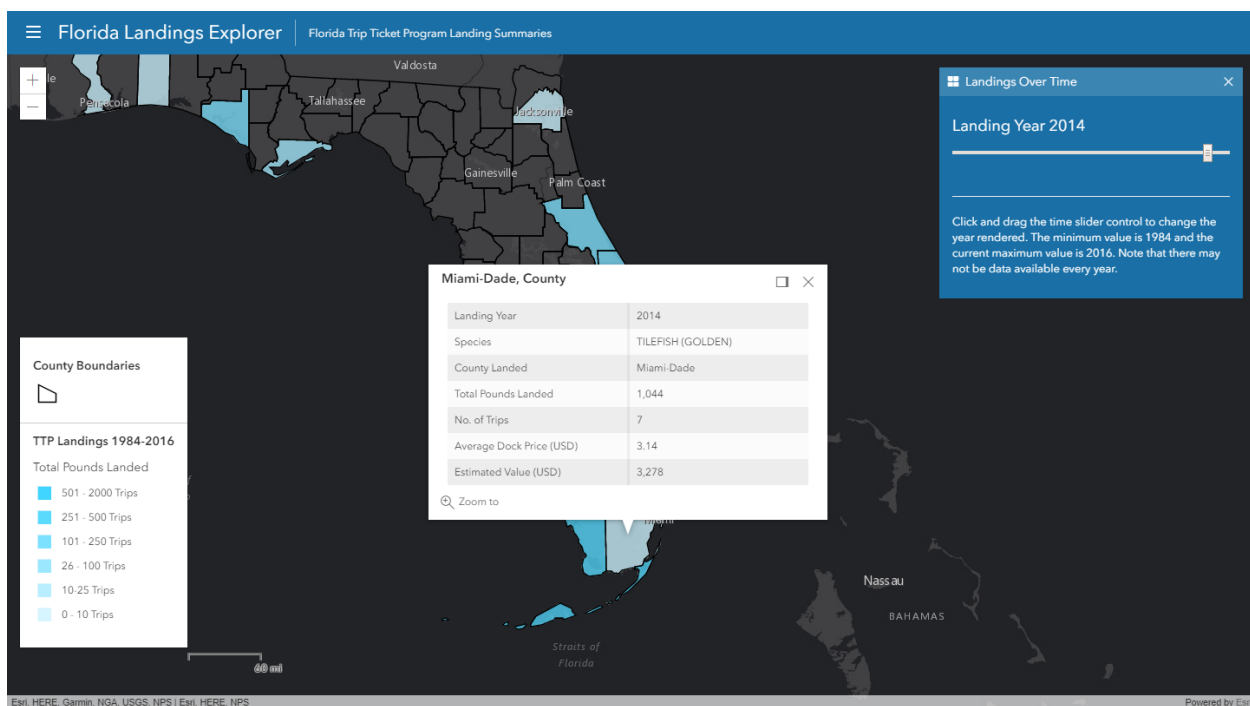 Florida Landings Explorer
Florida Trip Ticket Program Landing Summaries
Valdosta
Pensacola
Tallahassee
Jacksonville
Gainesville
Palm Coast
Landings Over Time
Landing Year 2014
Click and drag the time slider control to change the
year rendered. The minimum value is 1984 and the
current maximum value is 2016. Note that there may
not be data available every year.
Miami-Dade, County
Landing Year 2014
Species TILEFISH (GOLDEN)
County Landed Miami-Dade
Total Pounds Landed 1,044
No. of Trips 7
Average Dock Price (USD) 3.14
Estimated Value (USD) 3,278
Zoom to
County Boundaries
TTP Landings 1984-2016
Total Pounds Landed
501 - 2000 Trips
251 - 500 Trips
101 - 250 Trips
26 - 100 Trips
10-25 Trips
0 - 10 Trips
Miami
Nassau
BAHAMAS
Straits of
Florida
60 mi
Esri, HERE, Garmin, NGA, USGS, NPS | Esri, HERE, NPS
Powered by Esri